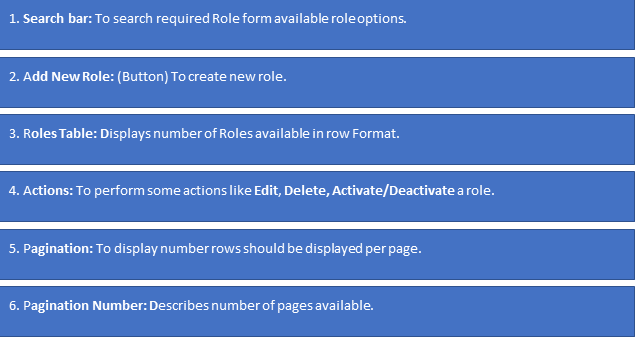 1. Search bar: To search required Role form available role options.
2. Add New Role: (Button) To create new role.
3. Roles Table: Displays number of Roles available in row Format.
4. Actions: To perform some actions like Edit, Delete, Activate/Deactivate a role.
5. Pagination: To display number rows should be displayed per page.
6. Pagination Number: Describes number of pages available.